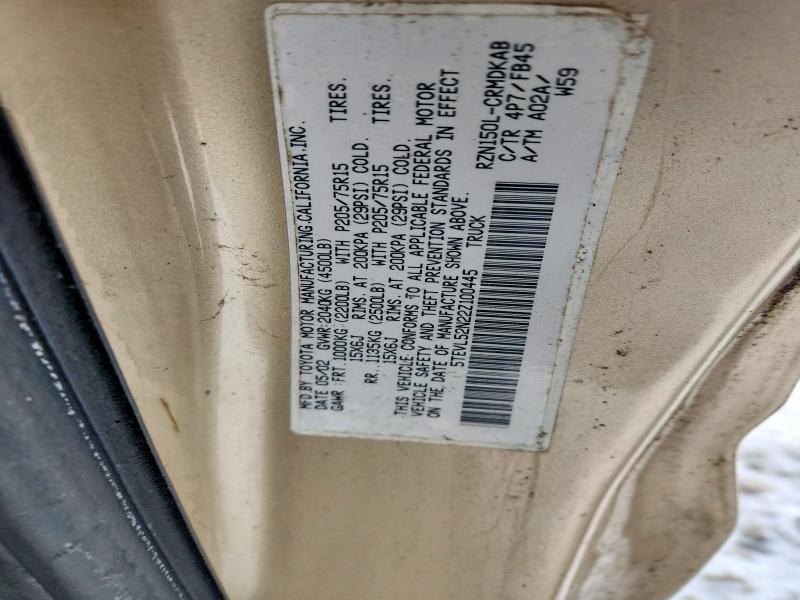 MFD.BY TOYOTA MOTOR MANUFACTURING.CALIFORNIA.INC.
DATE 05/02 GVWR:2040KG (4500LB)
GAWR: FRT. 1000KG (2200LB) WITH P205/75R15 TIRES.
15X6J RIMS. AT 200KPA (29PSI) COLD.
RR. 1135KG (2500LB) WITH P205/75R15 TIRES.
15X6J RIMS. AT 200KPA (29PSI) COLD.
THIS VEHICLE CONFORMS TO ALL APPLICABLE FEDERAL MOTOR
VEHICLE SAFETY AND THEFT PREVENTION STANDARDS IN EFFECT
ON THE DATE OF MANUFACTURE SHOWN ABOVE.
5TEVL52N22Z100445 TRUCK
RZN150L-CRMDKAB
C/TR 4P7/FB45
A/TM A02A/
W59